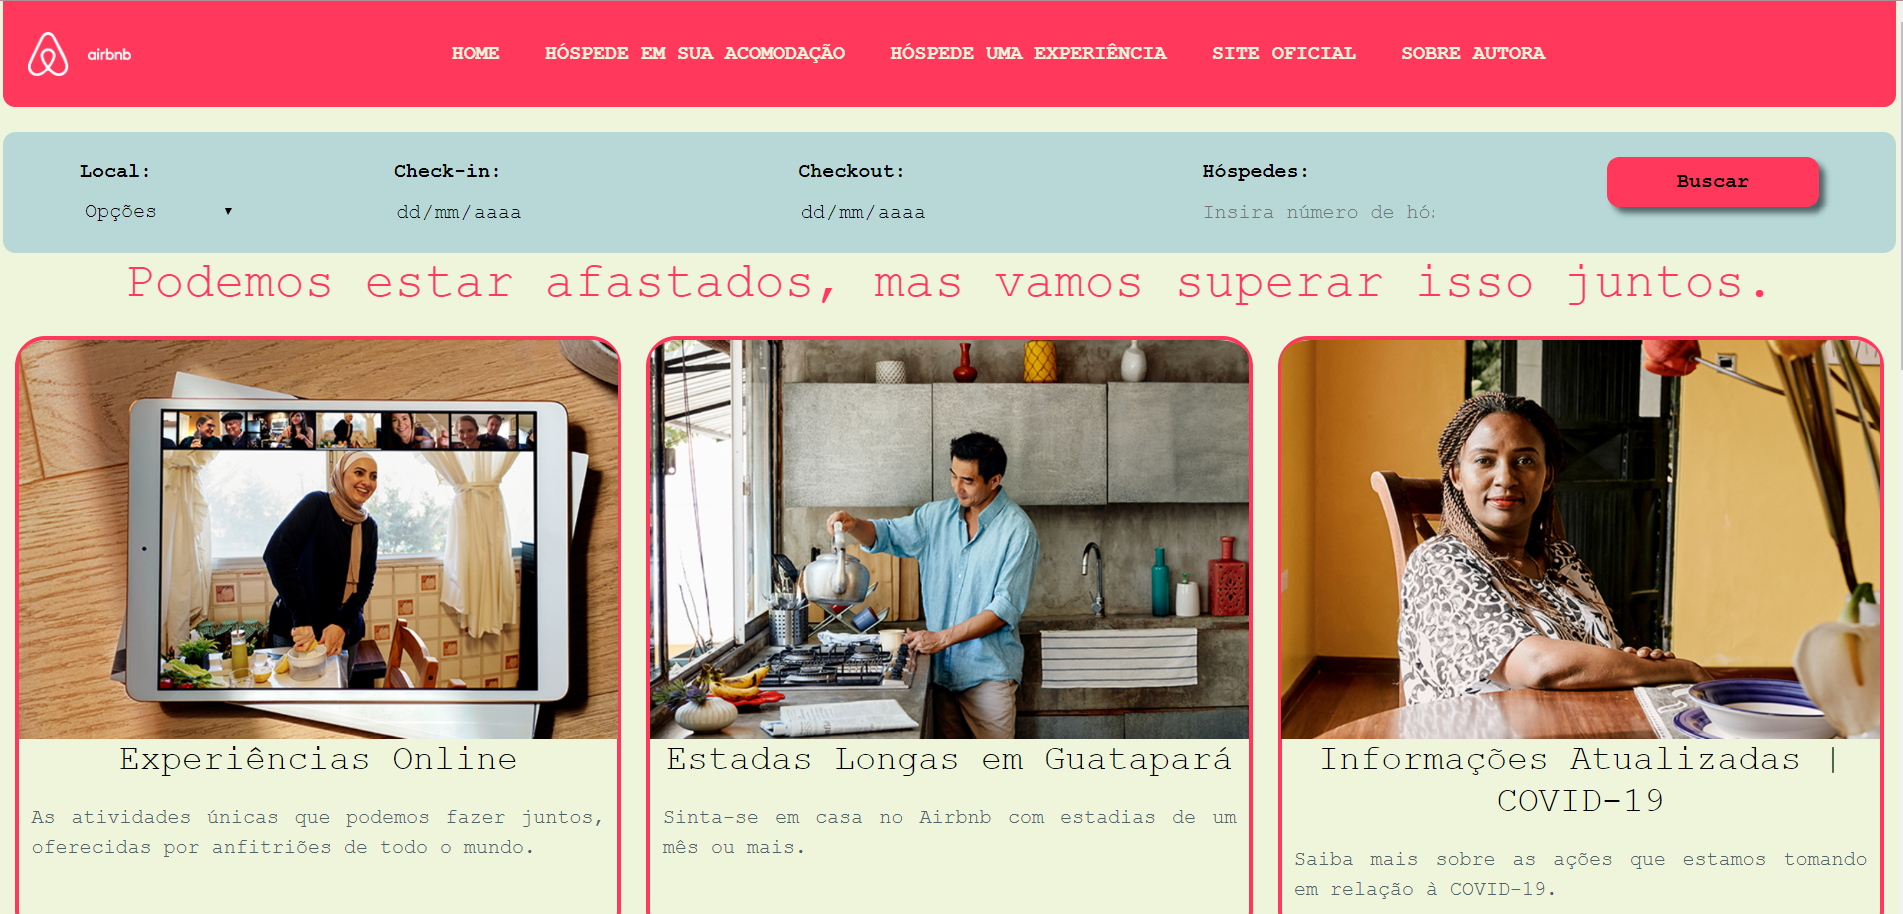 airbnb
HOME HÓSPEDE EM SUA ACOMODAÇÃO HÓSPEDE UMA EXPERIÊNCIA SITE OFICIAL SOBRE AUTORA
Local: Check-in: Checkout: Hóspedes: Buscar
Opções dd/mm/aaaa dd/mm/aaaa Insira número de hó
Podemos estar afastados, mas vamos superar isso juntos.
Experiências Online
As atividades únicas que podemos fazer juntos,
oferecidas por anfitriões de todo o mundo.
Estadas Longas em Guatapará
Sinta-se em casa no Airbnb com estadias de um
mês ou mais.
Informações Atualizadas |
COVID-19
Saiba mais sobre as ações que estamos tomando
em relação à COVID-19.